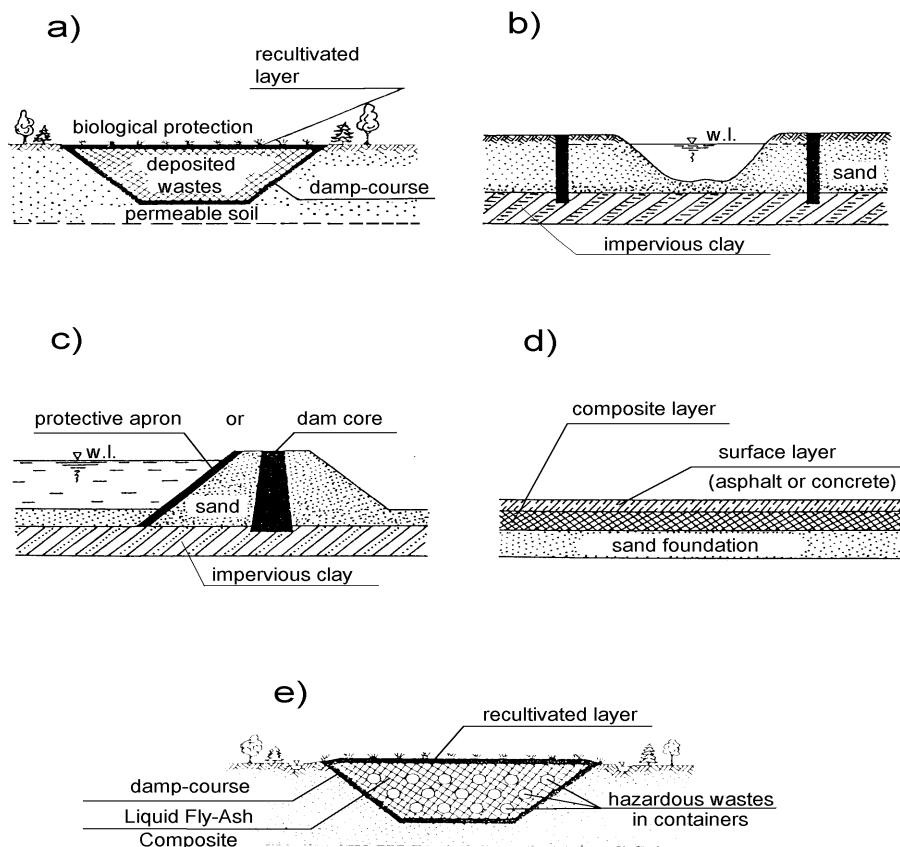 a)
recultivated
layer
biological protection
deposited
wastes
damp-course
permeable soil
b)
w.l.
sand
impervious clay
c)
protective apron or dam core
w.l.
sand
impervious clay
d)
composite layer
surface layer
(asphalt or concrete)
sand foundation
e)
recultivated layer
damp-course
Liquid Fly-Ash
Composite
hazardous wastes
in containers